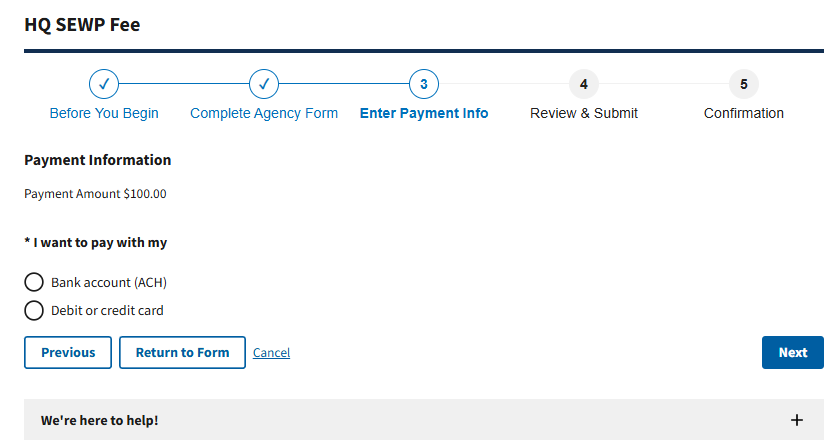 HQ SEWP Fee
3
4
5
Before You Begin
Complete Agency Form
Enter Payment Info
Review & Submit
Confirmation
Payment Information
Payment Amount $100.00
* I want to pay with my
Bank account (ACH)
Debit or credit card
Previous
Return to Form
Cancel
Next
We're here to help!